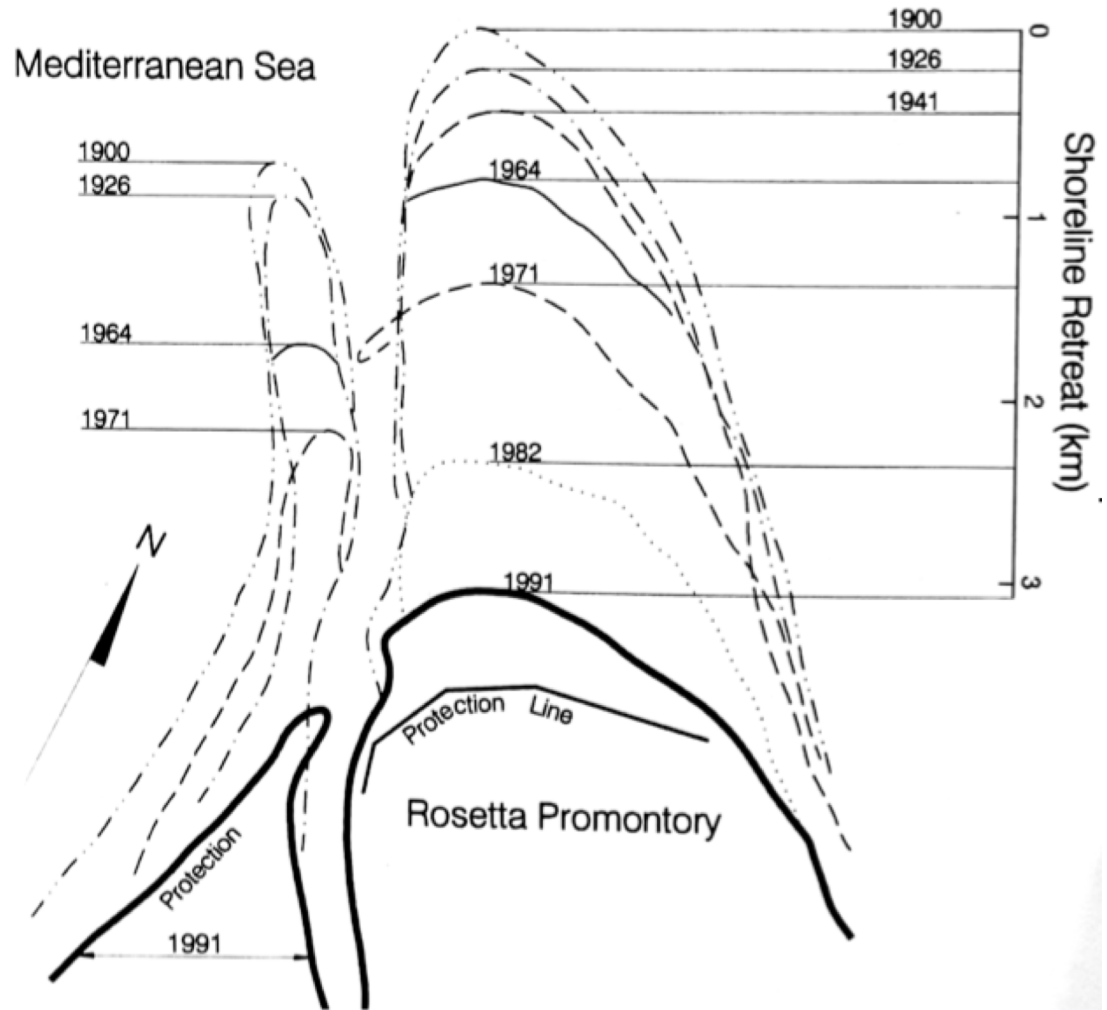 Mediterranean Sea
1900
1926
1941
1964
1971
1982
1991
0
1
2
3
Shoreline Retreat (km)
1900
1926
1964
1971
N
Protection Line
Rosetta Promontory
Protection
1991